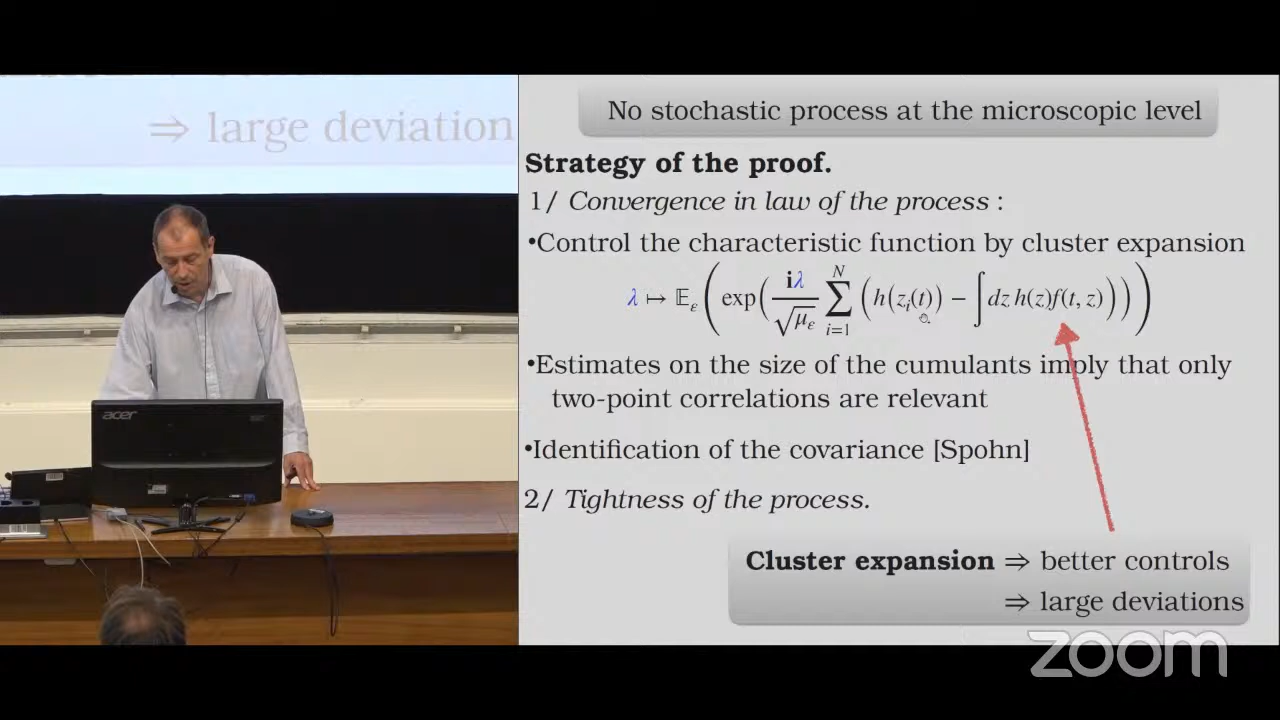 ⇒ large deviation
acer
No stochastic process at the microscopic level
Strategy of the proof.
1/ Convergence in law of the process :
•Control the characteristic function by cluster expansion
λ ↦ 𝔼_ε ( exp( iλ/√μ_ε ∑_{i=1}^{N} ( h(z_i(t)) − ∫ dz h(z)f(t, z) ) ) )
•Estimates on the size of the cumulants imply that only
two-point correlations are relevant
•Identification of the covariance [Spohn]
2/ Tightness of the process.
Cluster expansion ⇒ better controls
⇒ large deviations
zoom